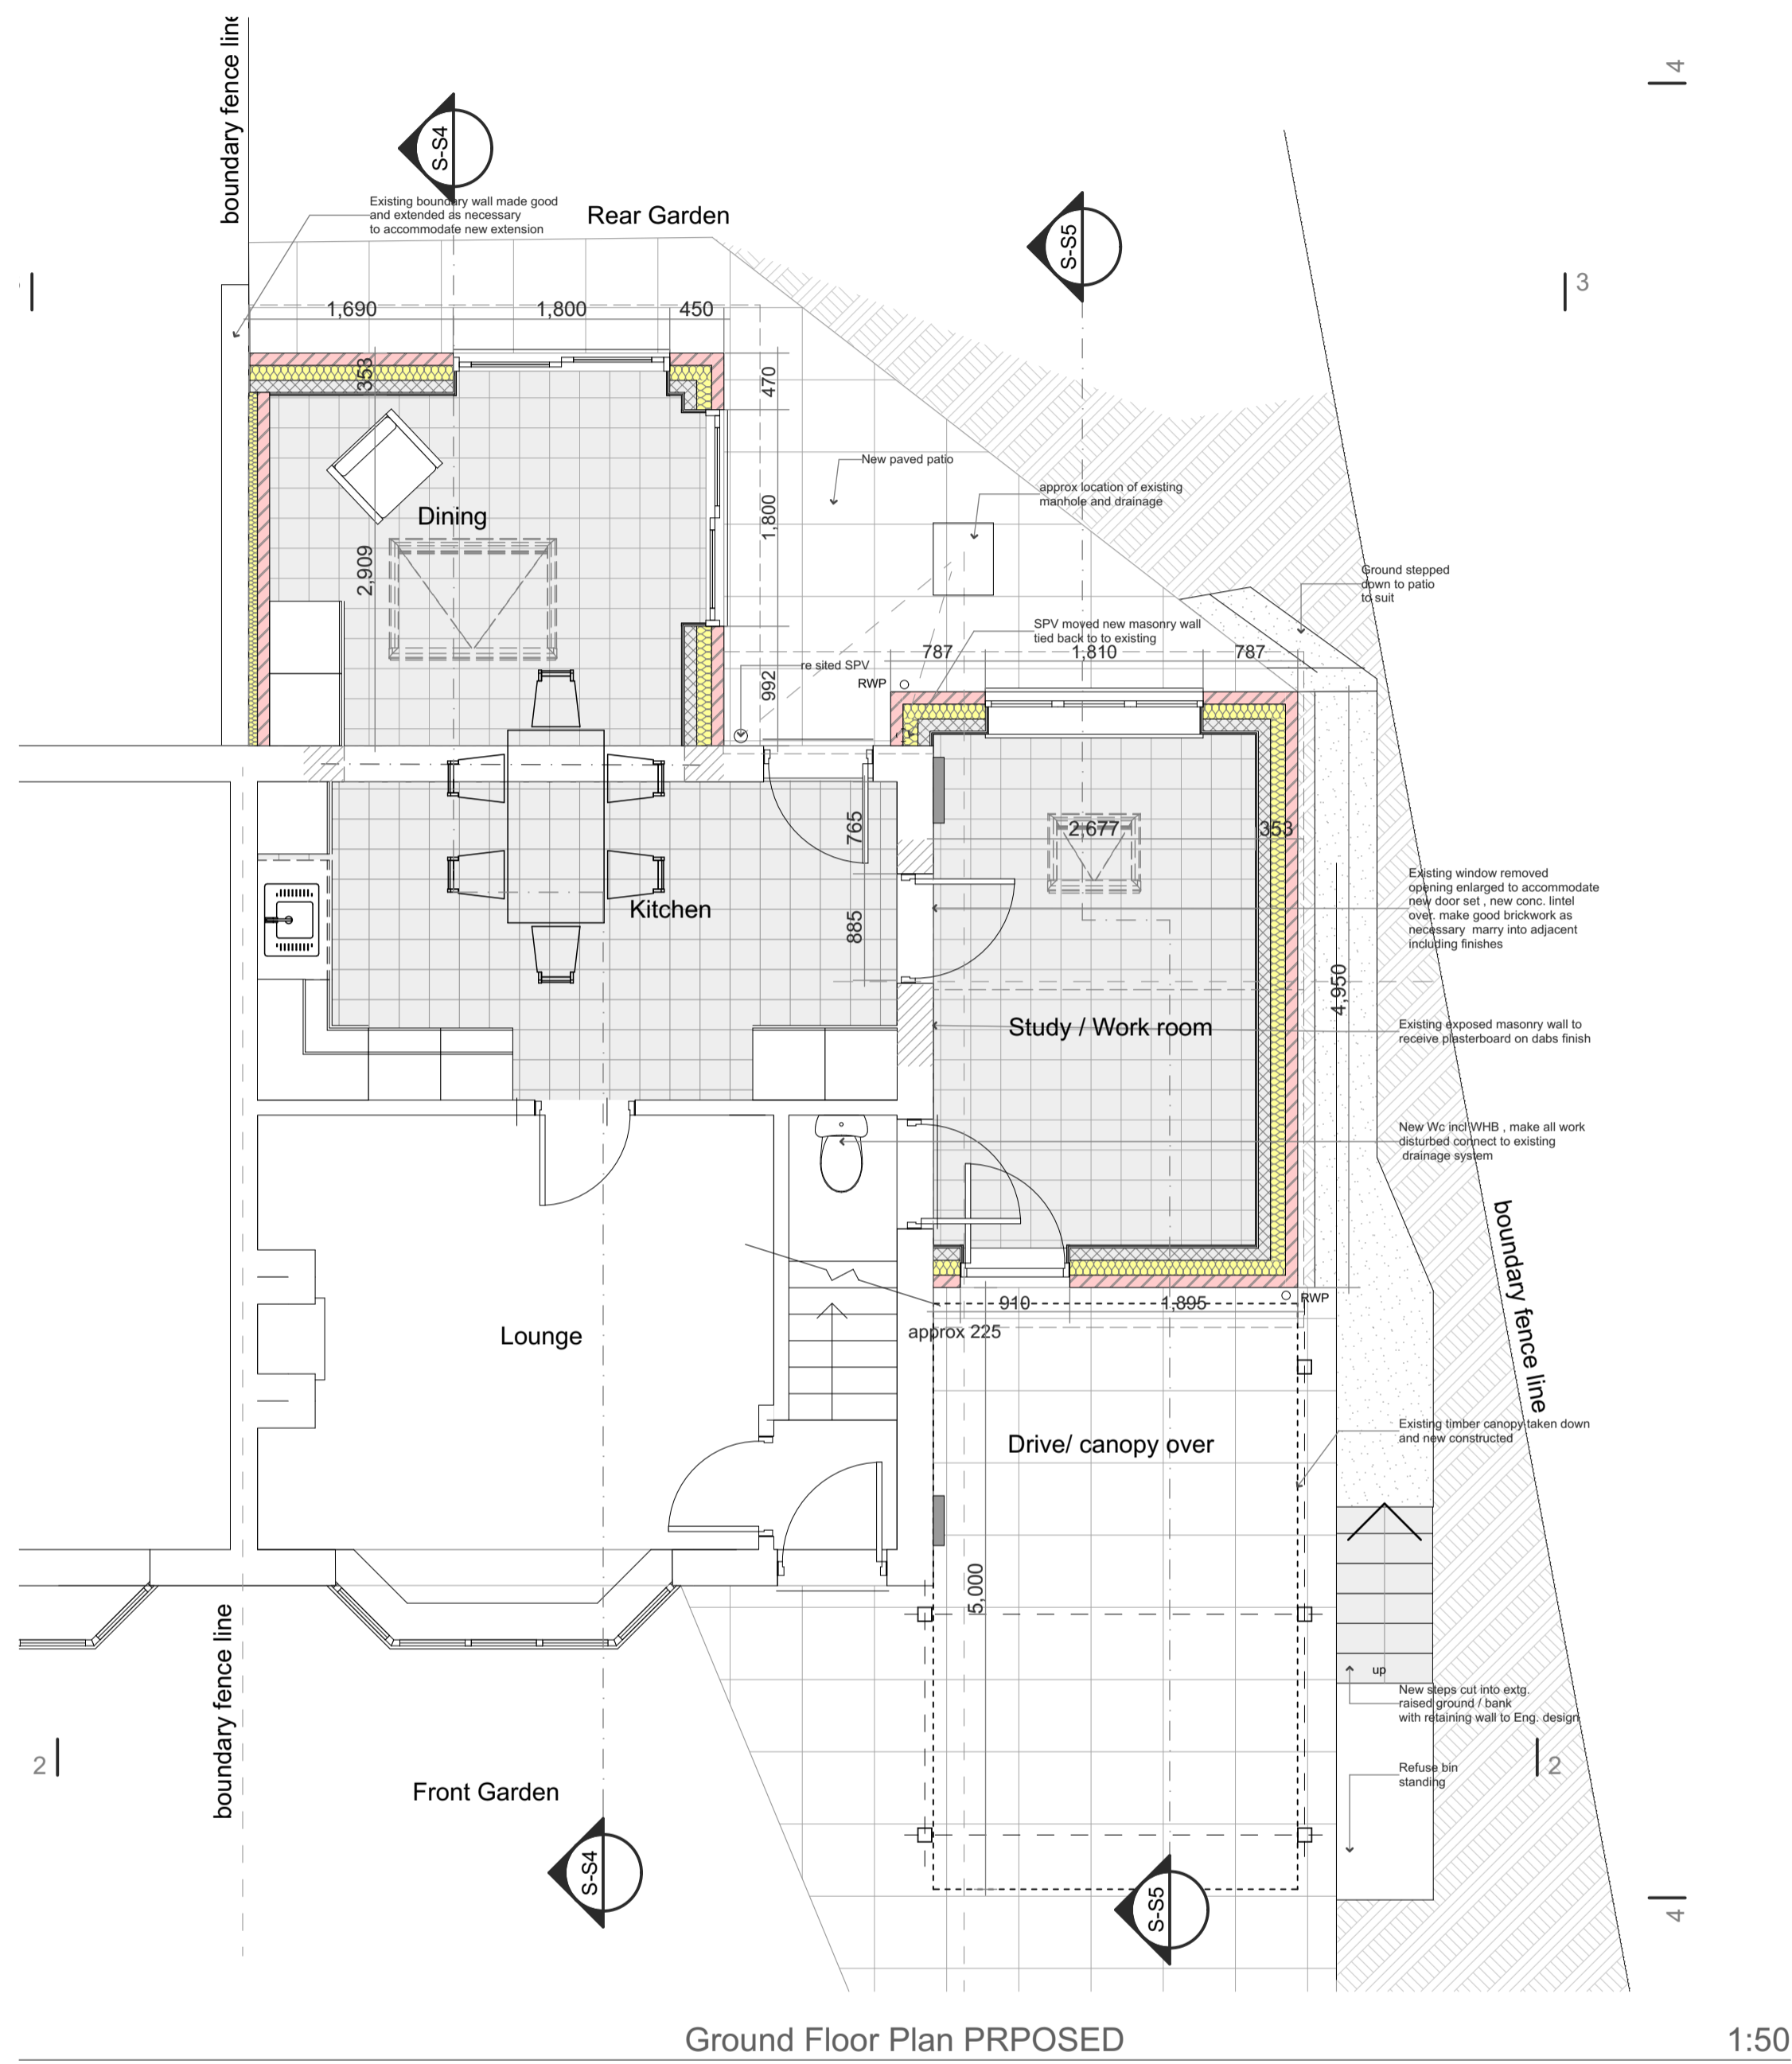 boundary fence line
4
S-S4
Existing boundary wall made good
and extended as necessary
to accommodate new extension
Rear Garden
S-S5
3
1,690
1,800
450
353
470
New paved patio
approx location of existing
manhole and drainage
Dining
1,800
2,909
Ground stepped
down to patio
to suit
SPV moved new masonry wall
tied back to to existing
787
1,810
787
re sited SPV
RWP
992
765
2,677
353
Existing window removed
opening enlarged to accommodate
new door set , new conc. lintel
over. make good brickwork as
necessary marry into adjacent
including finishes
Kitchen
885
4,950
Study / Work room
Existing exposed masonry wall to
receive plasterboard on dabs finish
New Wc incl WHB , make all work
disturbed connect to existing
drainage system
boundary fence line
910
1,895
RWP
approx 225
Lounge
Drive/ canopy over
Existing timber canopy taken down
and new constructed
5,000
boundary fence line
up
New steps cut into extg.
raised ground / bank
with retaining wall to Eng. design
2
2
Refuse bin
standing
Front Garden
S-S4
S-S5
4
Ground Floor Plan PRPOSED
1:50